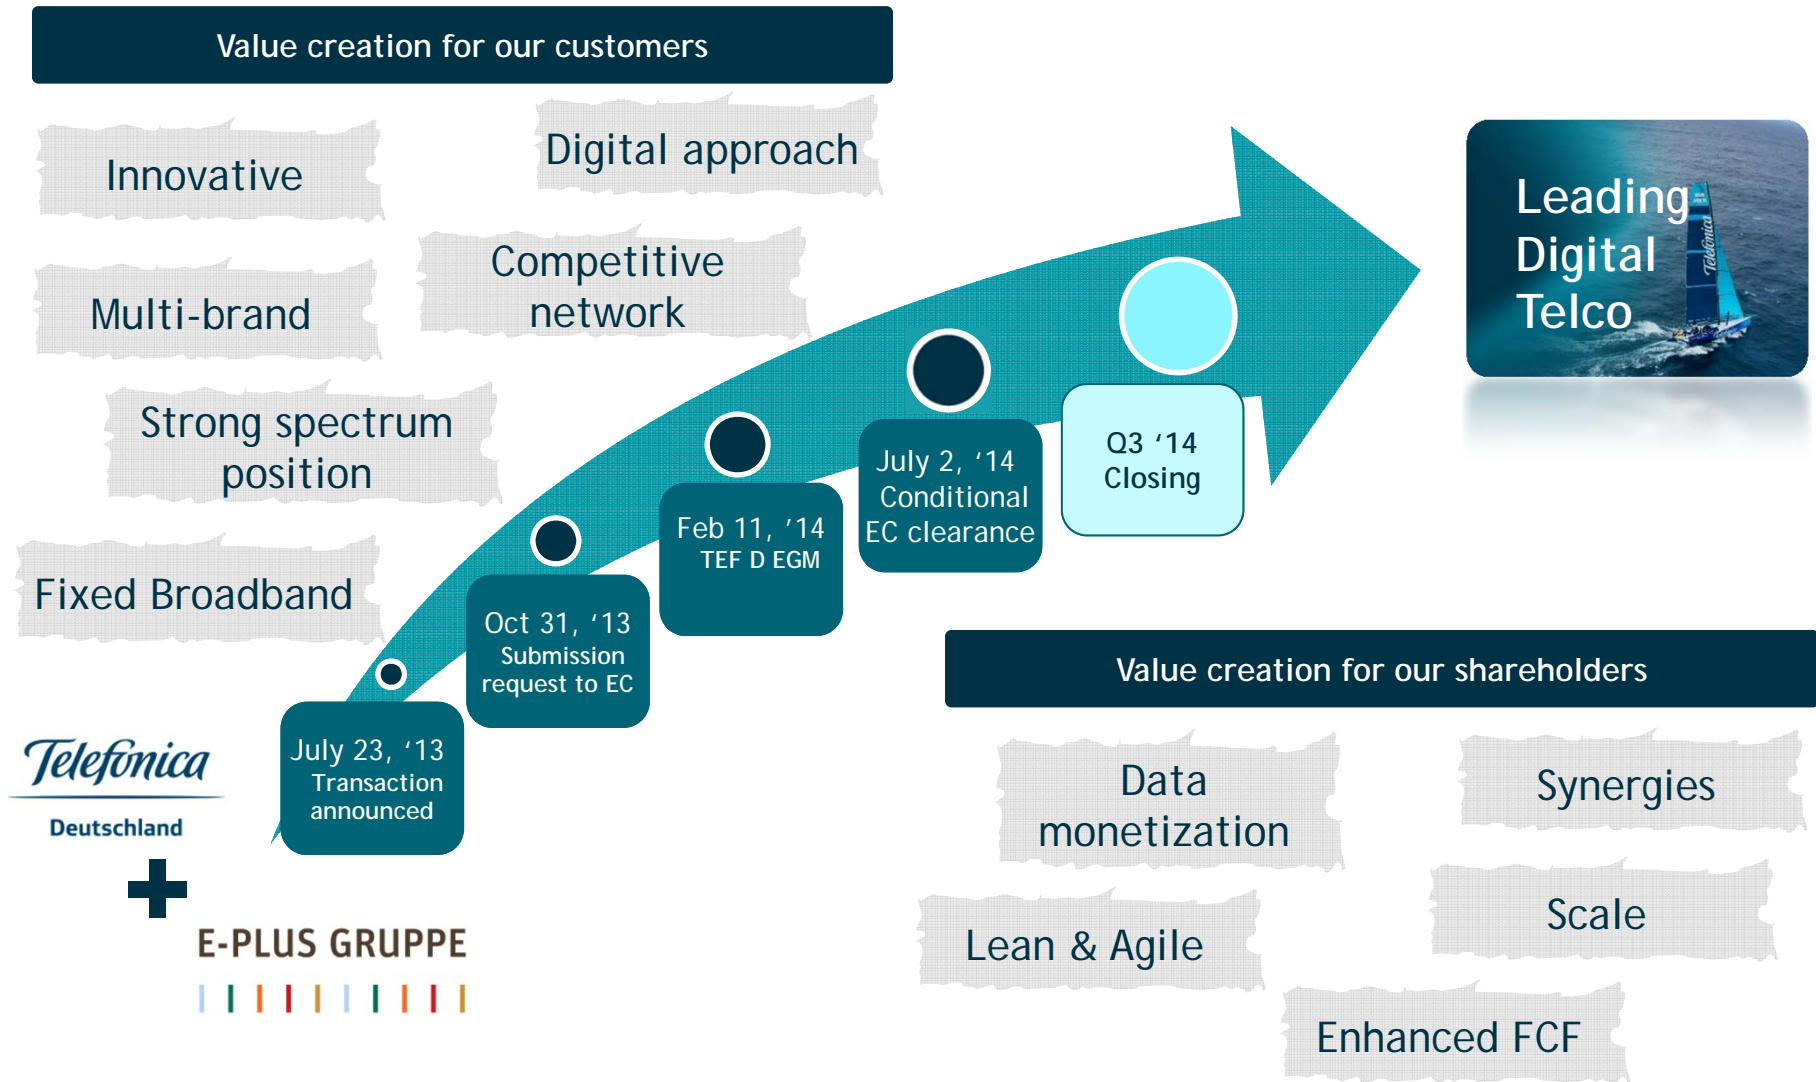 Value creation for our customers
Innovative
Digital approach
Multi-brand
Competitive
network
Strong spectrum
position
Fixed Broadband
Leading
Digital
Telco
Telefónica
Q3 ‘14
Closing
July 2, ‘14
Conditional
EC clearance
Feb 11, ’14
TEF D EGM
Oct 31, ‘13
Submission
request to EC
July 23, ‘13
Transaction
announced
Telefónica
Deutschland
E-PLUS GRUPPE
Value creation for our shareholders
Data
monetization
Synergies
Lean & Agile
Scale
Enhanced FCF